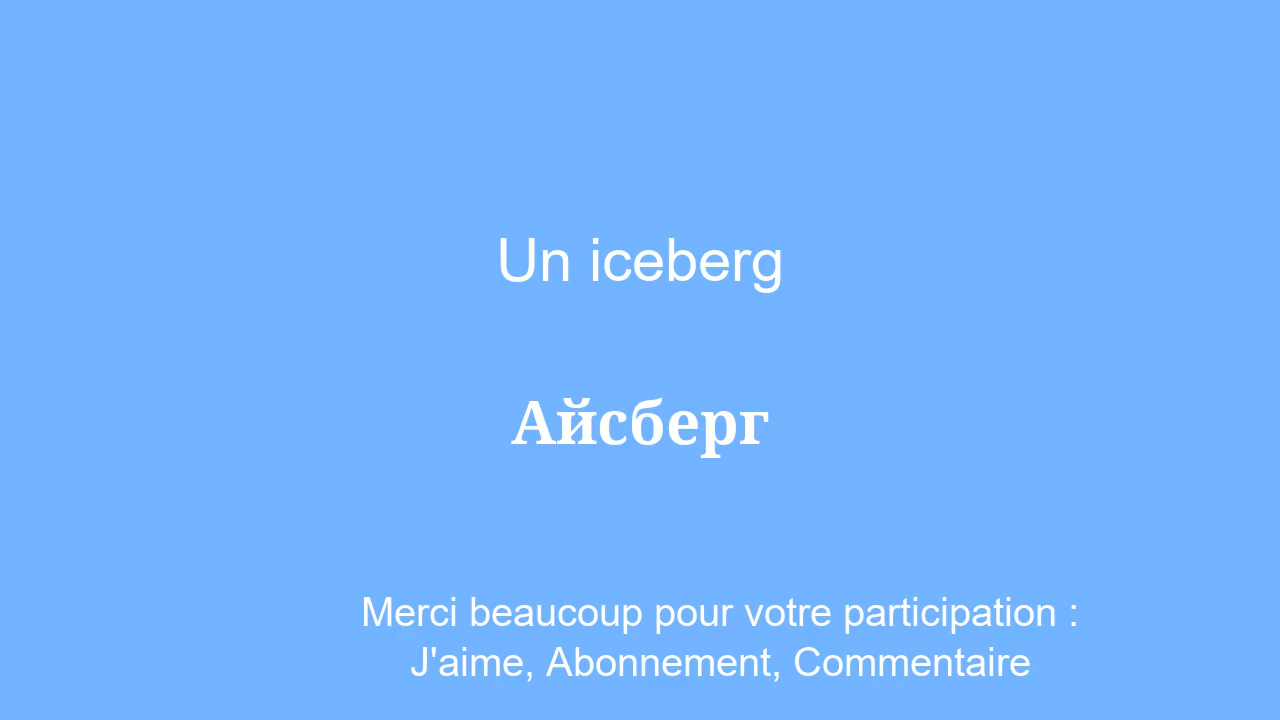 Un iceberg
Айсберг
Merci beaucoup pour votre participation :
J'aime, Abonnement, Commentaire